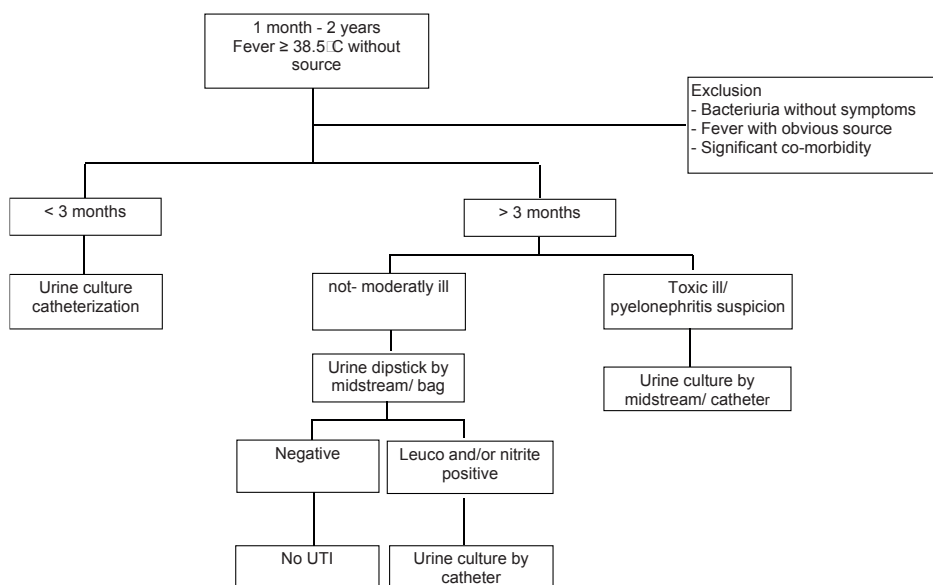 1 month - 2 years
Fever ≥ 38.5 C without
source
Exclusion
- Bacteriuria without symptoms
- Fever with obvious source
- Significant co-morbidity
< 3 months
> 3 months
Urine culture
catheterization
not- moderatly ill
Toxic ill/
pyelonephritis suspicion
Urine dipstick by
midstream/ bag
Urine culture by
midstream/ catheter
Negative
Leuco and/or nitrite
positive
No UTI
Urine culture by
catheter